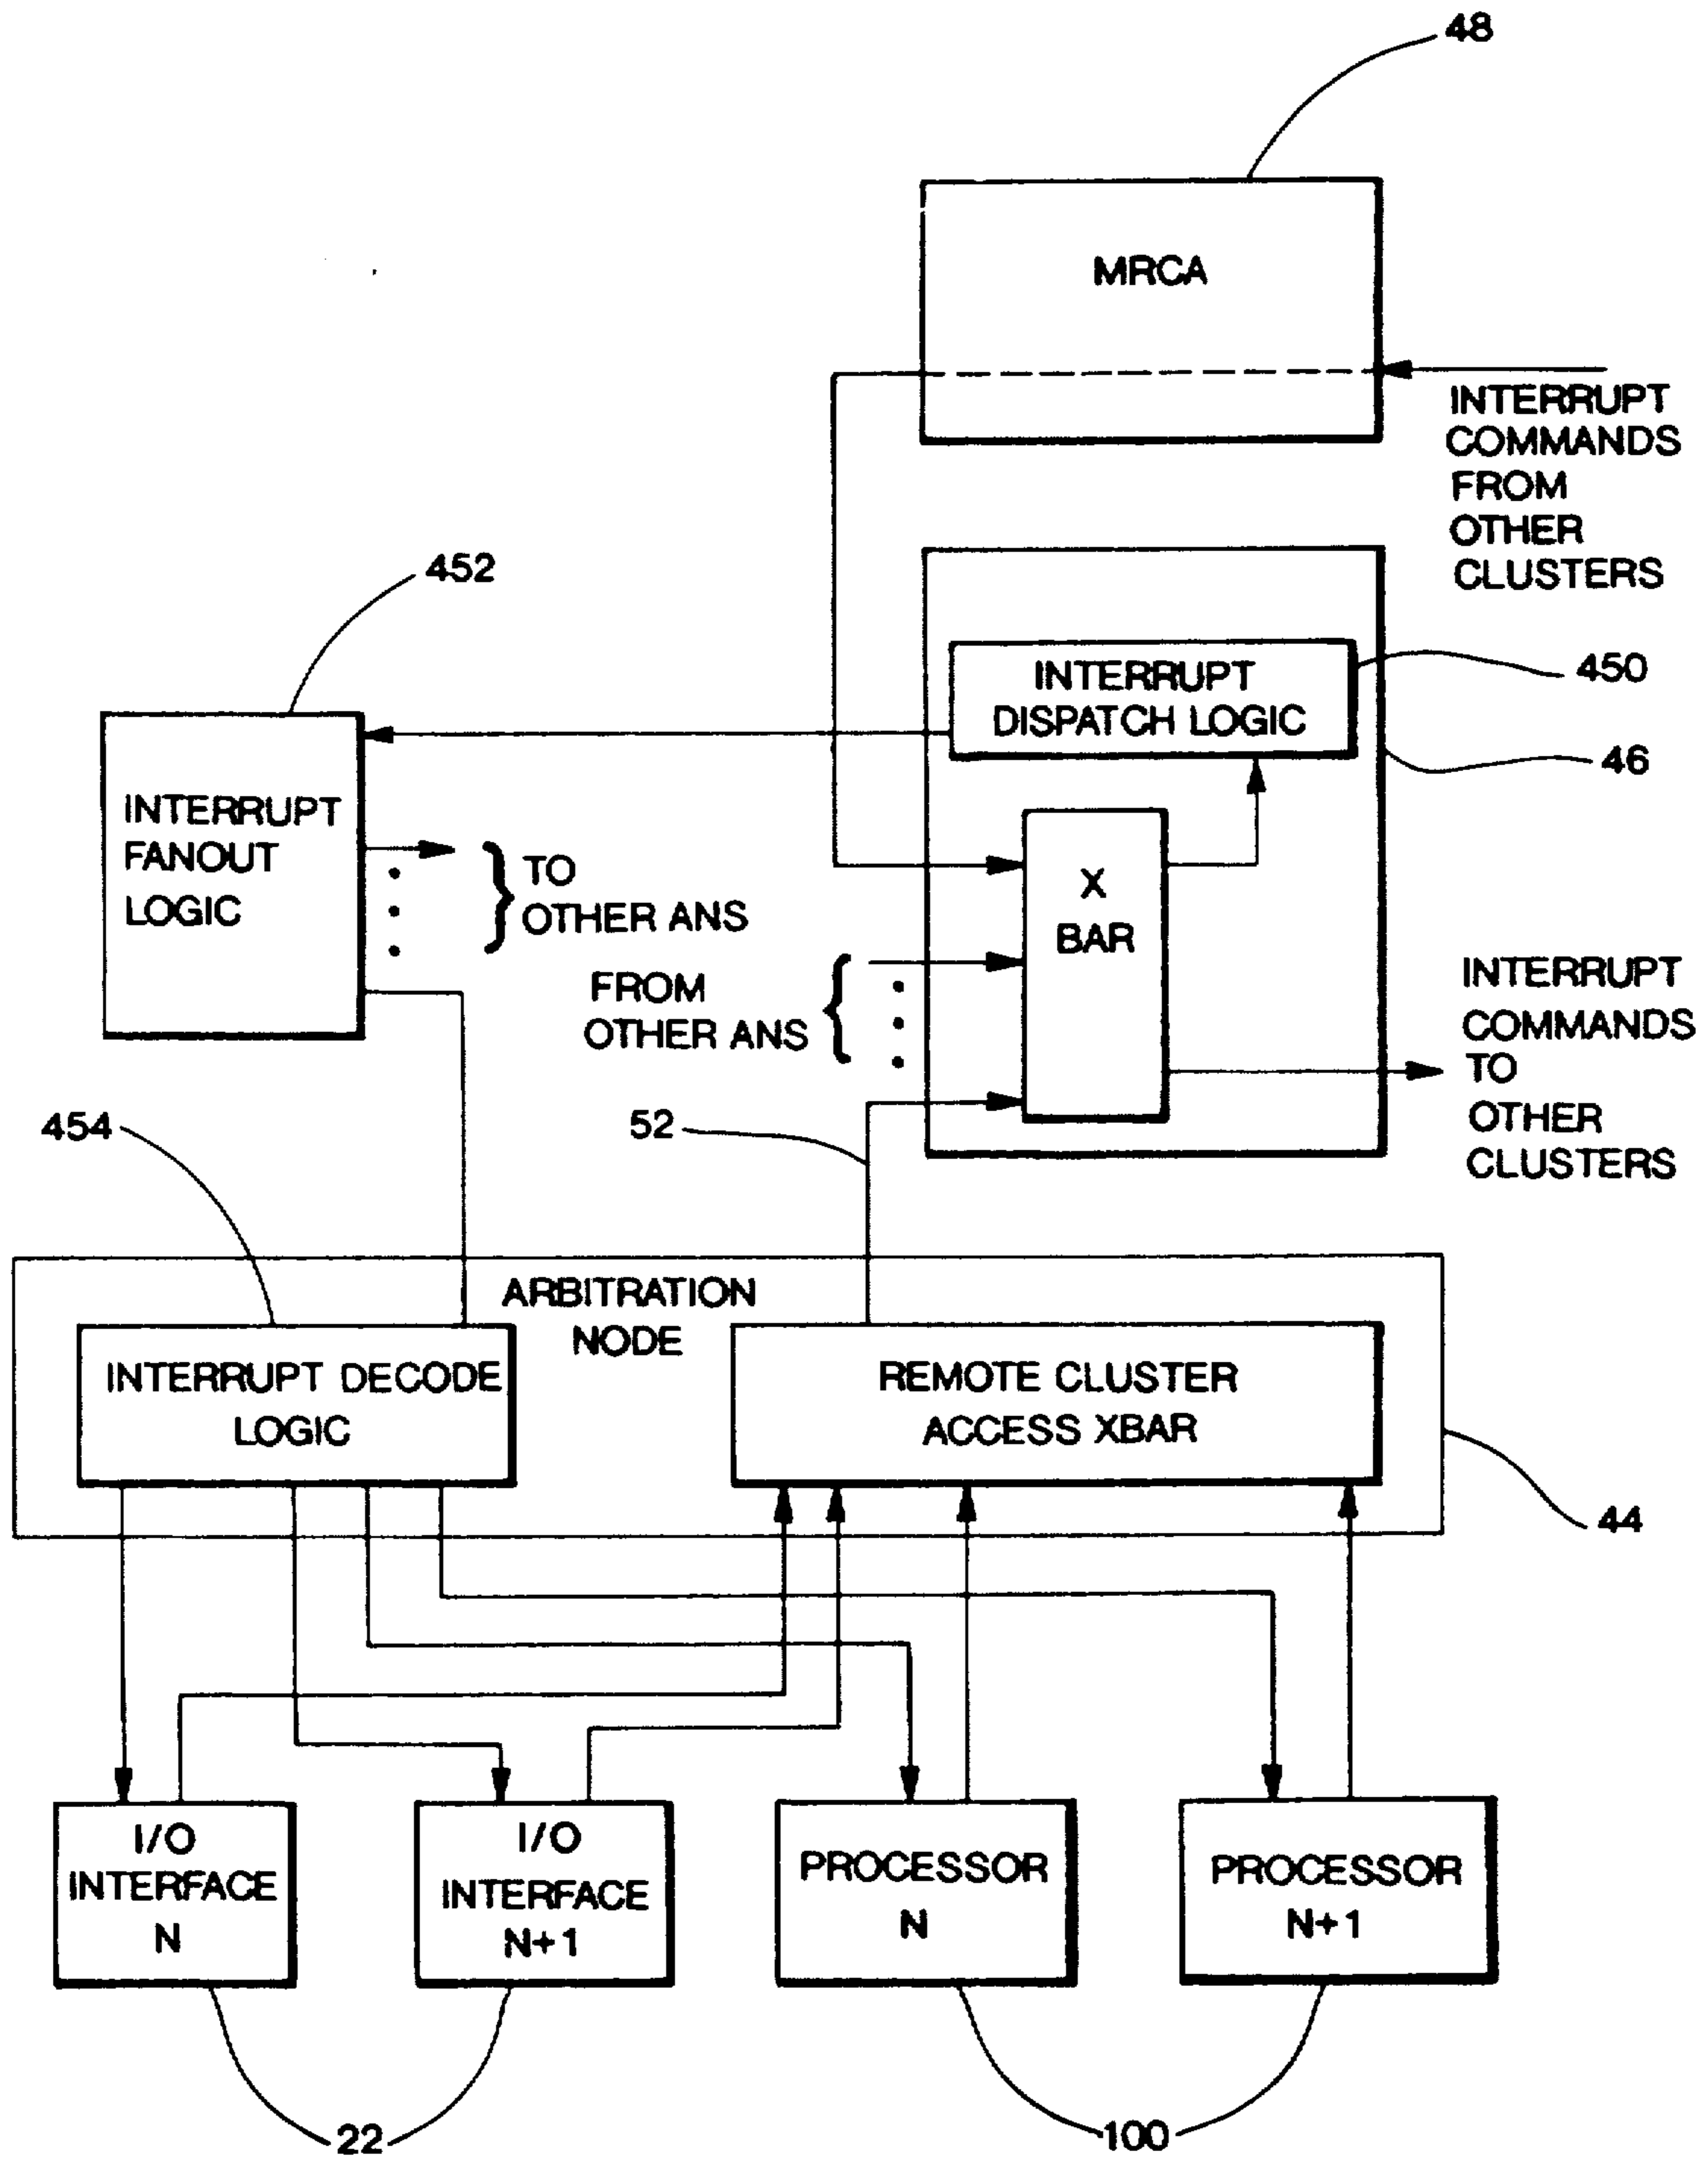 48
MRCA
INTERRUPT
COMMANDS
FROM
OTHER
CLUSTERS
452
INTERRUPT
DISPATCH LOGIC
450
46
INTERRUPT
FANOUT
LOGIC
TO
OTHER ANS
X
BAR
FROM
OTHER ANS
INTERRUPT
COMMANDS
TO
OTHER
CLUSTERS
454
52
ARBITRATION
NODE
INTERRUPT DECODE
LOGIC
REMOTE CLUSTER
ACCESS XBAR
44
I/O
INTERFACE
N
I/O
INTERFACE
N+1
PROCESSOR
N
PROCESSOR
N+1
22
100